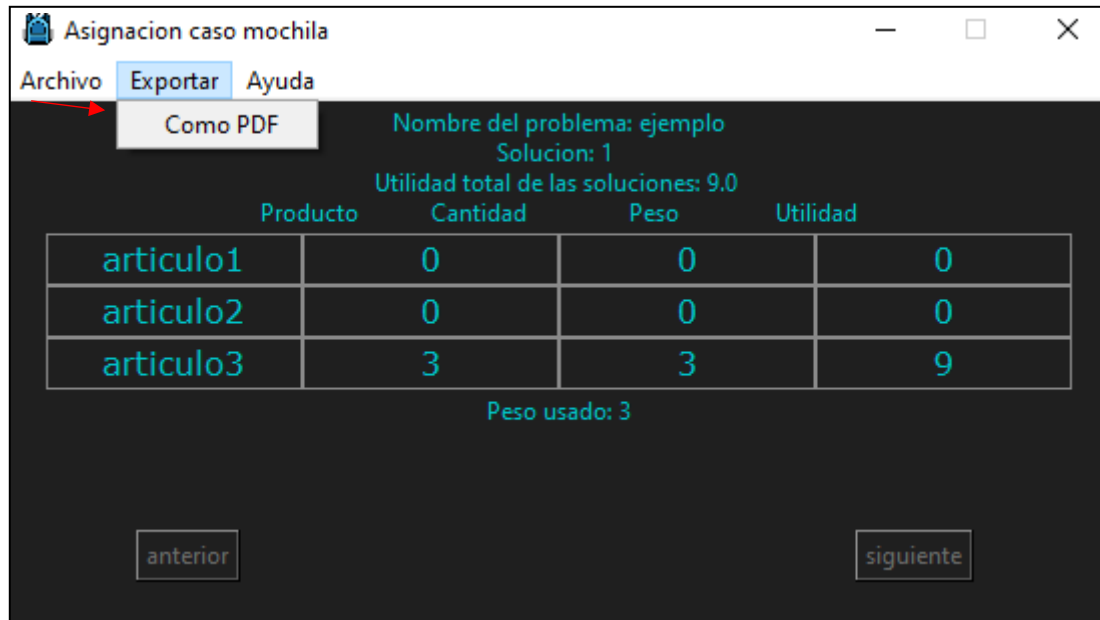 Asignacion caso mochila
Archivo Exportar Ayuda
Como PDF
Nombre del problema: ejemplo
Solucion: 1
Utilidad total de las soluciones: 9.0
Producto Cantidad Peso Utilidad
articulo1 0 0 0
articulo2 0 0 0
articulo3 3 3 9
Peso usado: 3
anterior siguiente